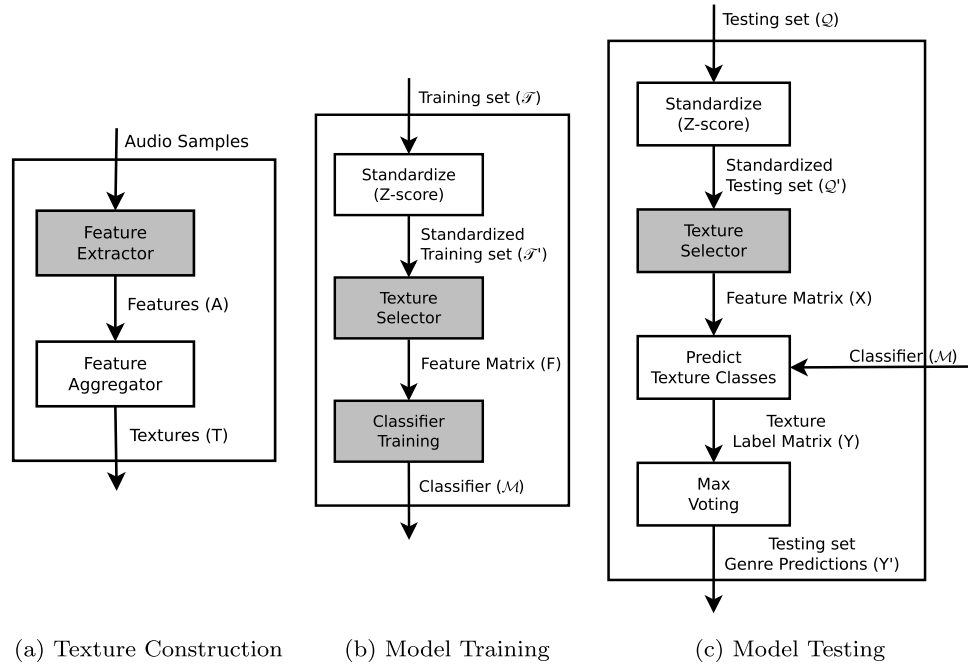 Audio Samples
Feature
Extractor
Features (A)
Feature
Aggregator
Textures (T)
(a) Texture Construction
Training set (𝒯)
Standardize
(Z-score)
Standardized
Training set (𝒯')
Texture
Selector
Feature Matrix (F)
Classifier
Training
Classifier (ℳ)
(b) Model Training
Testing set (𝒬)
Standardize
(Z-score)
Standardized
Testing set (𝒬')
Texture
Selector
Feature Matrix (X)
Predict
Texture Classes
Classifier (ℳ)
Texture
Label Matrix (Y)
Max
Voting
Testing set
Genre Predictions (Y')
(c) Model Testing